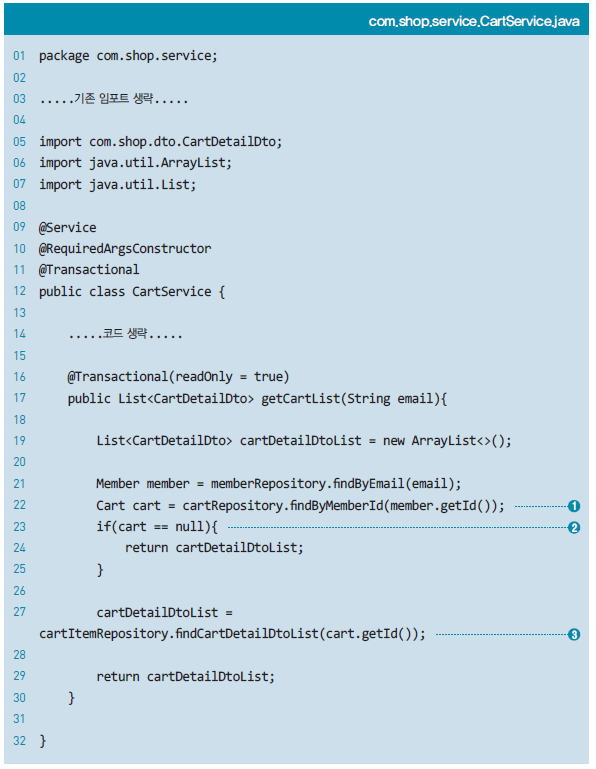 com.shop.service.CartService.java
01 package com.shop.service;
02
03 .....기존 임포트 생략.....
04
05 import com.shop.dto.CartDetailDto;
06 import java.util.ArrayList;
07 import java.util.List;
08
09 @Service
10 @RequiredArgsConstructor
11 @Transactional
12 public class CartService {
13
14     .....코드 생략.....
15
16     @Transactional(readOnly = true)
17     public List<CartDetailDto> getCartList(String email){
18
19         List<CartDetailDto> cartDetailDtoList = new ArrayList<>();
20
21         Member member = memberRepository.findByEmail(email);
22         Cart cart = cartRepository.findByMemberId(member.getId()); ❶
23         if(cart == null){ ❷
24             return cartDetailDtoList;
25         }
26
27         cartDetailDtoList =
cartItemRepository.findCartDetailDtoList(cart.getId()); ❸
28
29         return cartDetailDtoList;
30     }
31
32 }